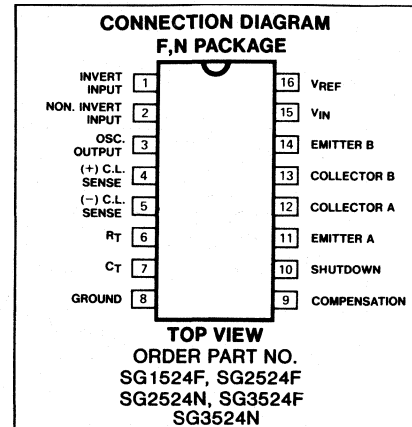 CONNECTION DIAGRAM
F,N PACKAGE
INVERT INPUT 1
NON. INVERT INPUT 2
OSC. OUTPUT 3
(+) C.L. SENSE 4
(−) C.L. SENSE 5
RT 6
CT 7
GROUND 8
16 VREF
15 VIN
14 EMITTER B
13 COLLECTOR B
12 COLLECTOR A
11 EMITTER A
10 SHUTDOWN
9 COMPENSATION
TOP VIEW
ORDER PART NO.
SG1524F, SG2524F
SG2524N, SG3524F
SG3524N